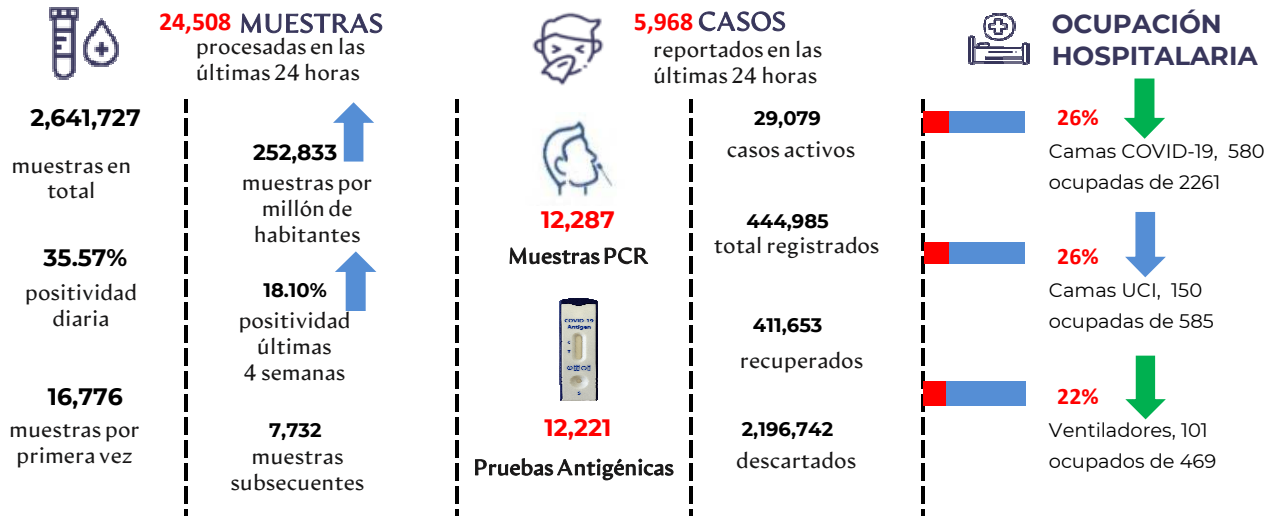 24,508 MUESTRAS
procesadas en las
últimas 24 horas
2,641,727
muestras en
total
35.57%
positividad
diaria
16,776
muestras por
primera vez
252,833
muestras por
millón de
habitantes
18.10%
positividad
últimas
4 semanas
7,732
muestras
subsecuentes
5,968 CASOS
reportados en las
últimas 24 horas
12,287
Muestras PCR
COVID-19
Antigen
C
T
S
12,221
Pruebas Antigénicas
29,079
casos activos
444,985
total registrados
411,653
recuperados
2,196,742
descartados
OCUPACIÓN
HOSPITALARIA
26%
Camas COVID-19, 580
ocupadas de 2261
26%
Camas UCI, 150
ocupadas de 585
22%
Ventiladores, 101
ocupados de 469